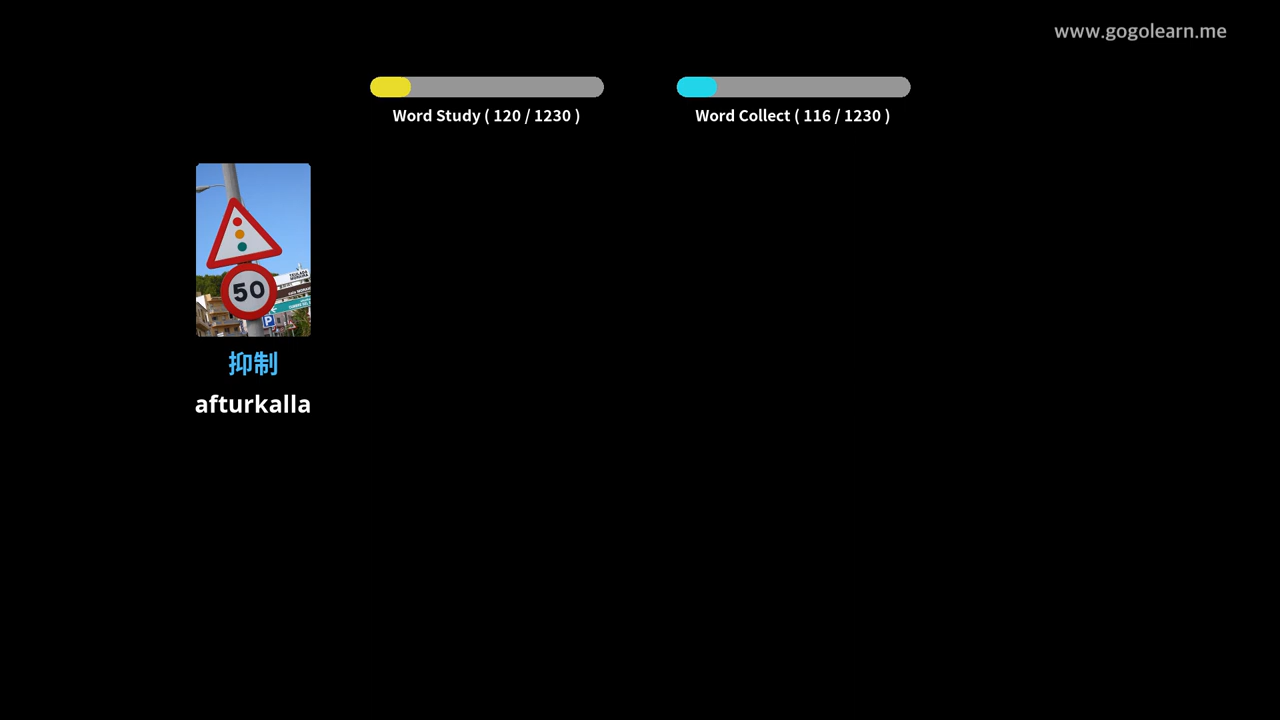 www.gogolearn.me
Word Study ( 120 / 1230 )
Word Collect ( 116 / 1230 )
50
P
抑制
afturkalla